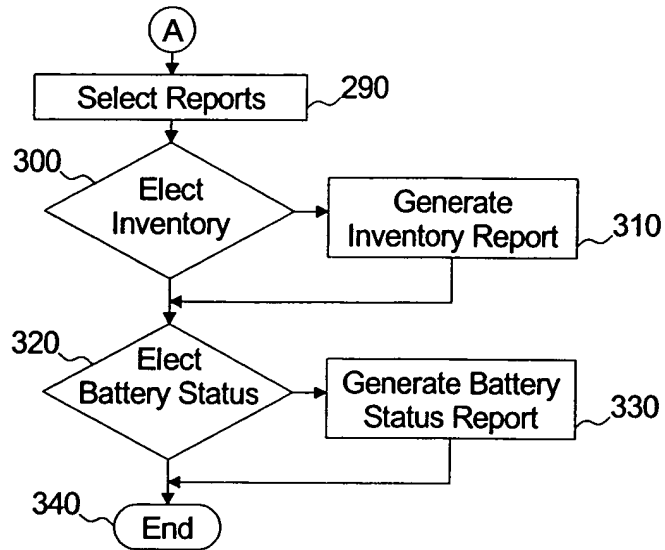 A
Select Reports
290
300
Elect
Inventory
Generate
Inventory Report
310
320
Elect
Battery Status
Generate Battery
Status Report
330
340
End